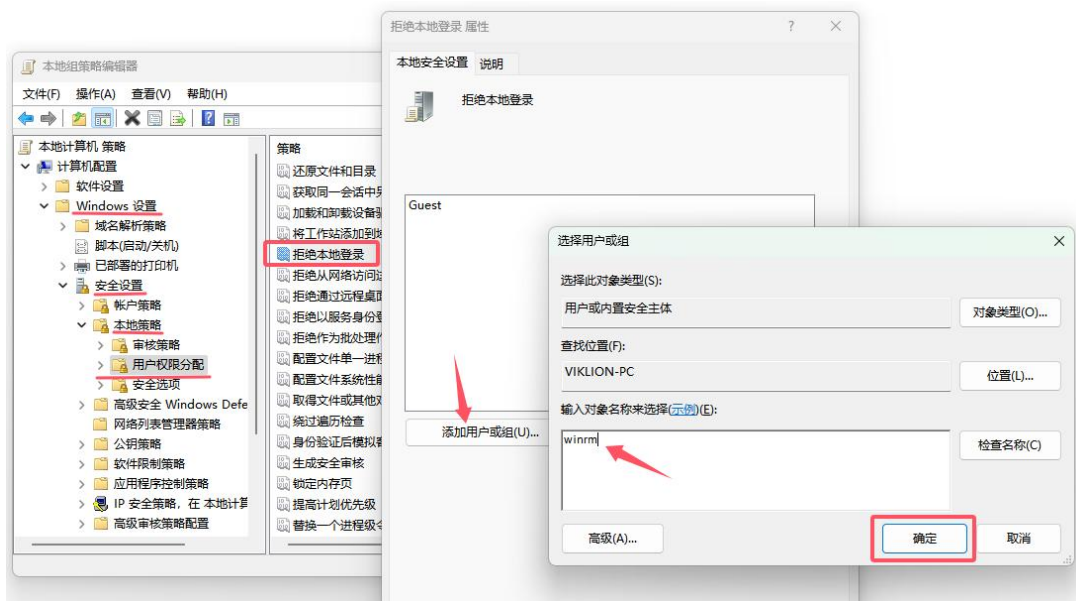 本地组策略编辑器
文件(F) 操作(A) 查看(V) 帮助(H)
本地计算机 策略
计算机配置
软件设置
Windows 设置
域名解析策略
脚本(启动/关机)
已部署的打印机
安全设置
帐户策略
本地策略
审核策略
用户权限分配
安全选项
高级安全 Windows Defe
网络列表管理器策略
公钥策略
软件限制策略
应用程序控制策略
IP 安全策略，在 本地计算
高级审核策略配置
策略
还原文件和目录
获取同一会话中
加载和卸载设备
将工作站添加到
拒绝本地登录
拒绝从网络访问
拒绝通过远程桌面
拒绝以服务身份
拒绝作为批处理
配置文件单一进程
配置文件系统性能
取得文件或其他
绕过遍历检查
身份验证后模拟
生成安全审核
锁定内存页
提高计划优先级
替换一个进程级
拒绝本地登录 属性
本地安全设置 说明
拒绝本地登录
Guest
添加用户或组(U)...
选择用户或组
选择此对象类型(S):
用户或内置安全主体
对象类型(O)...
查找位置(F):
VIKLION-PC
位置(L)...
输入对象名称来选择(示例)(E):
winrm
检查名称(C)
高级(A)...
确定
取消